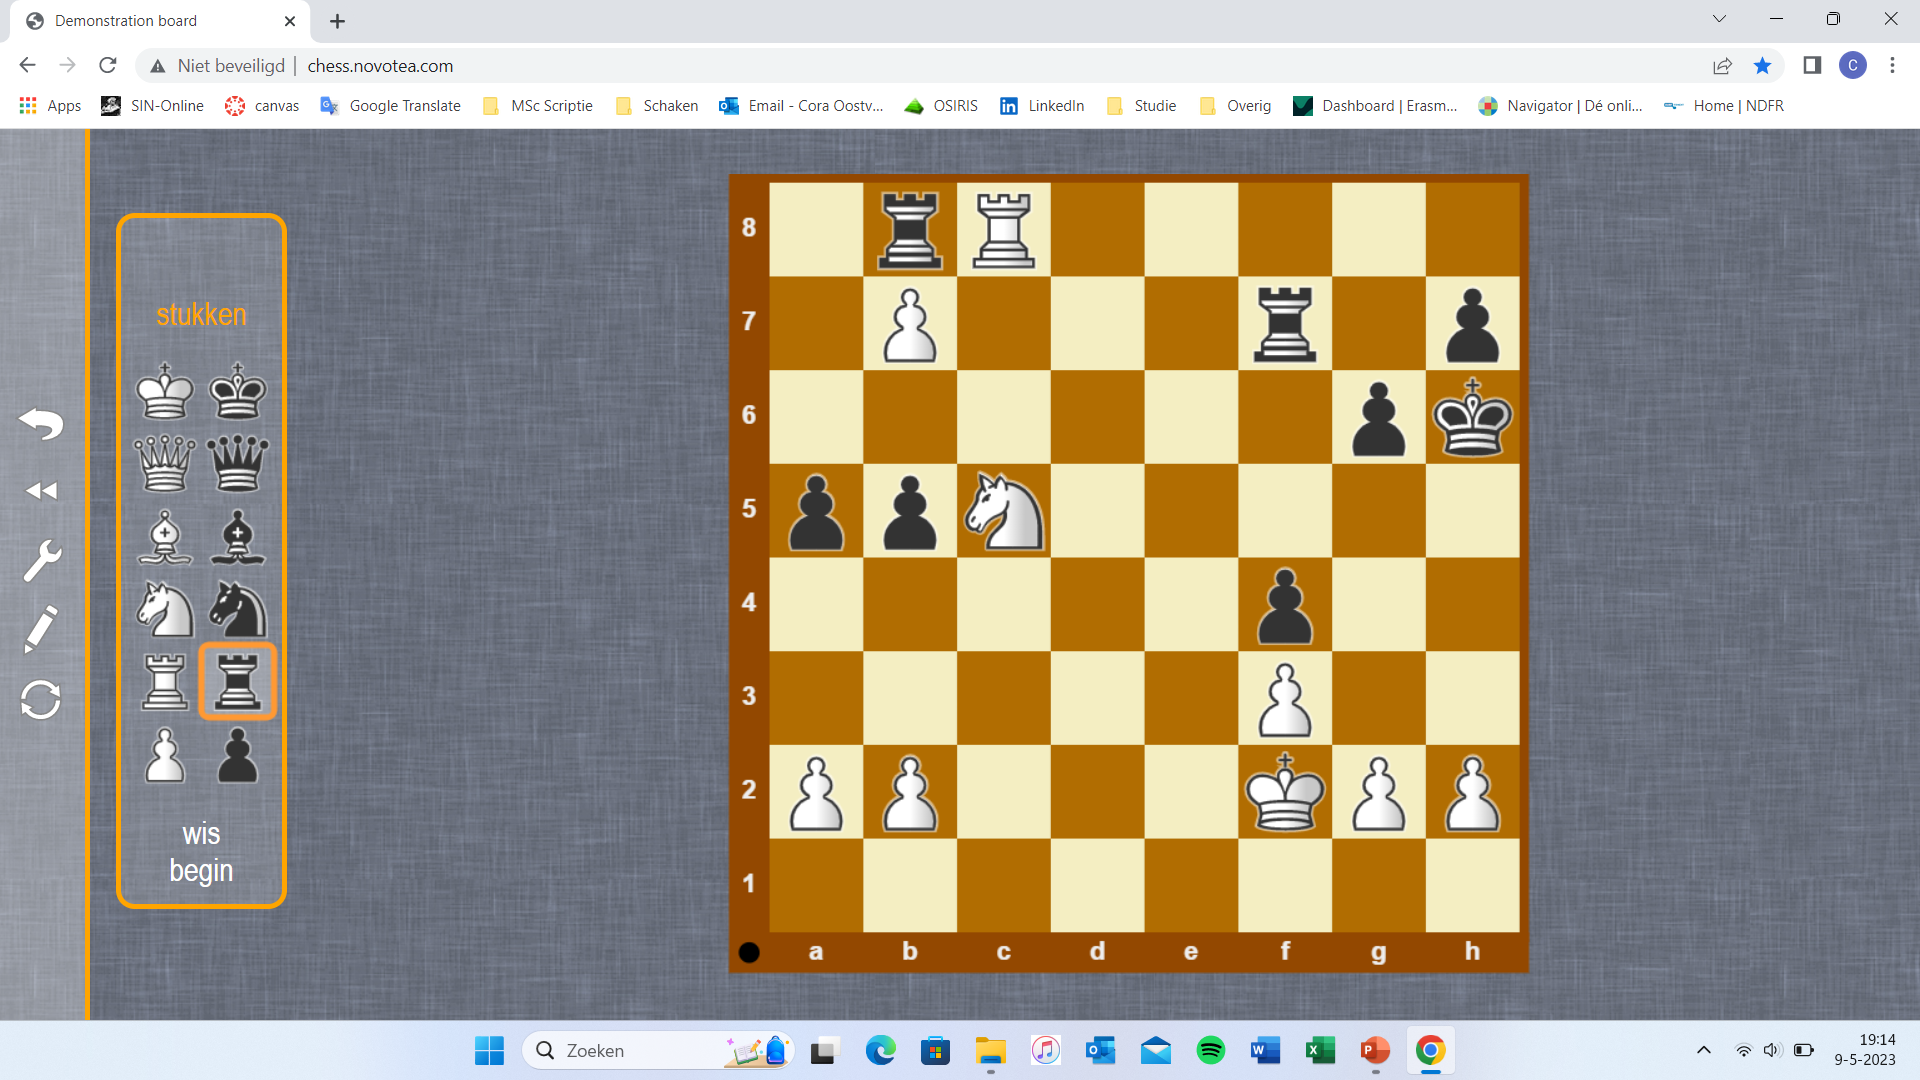 Demonstration board
Niet beveiligd | chess.novotea.com
Apps SIN-Online canvas Google Translate MSc Scriptie Schaken Email - Cora Oostv... OSIRIS LinkedIn Studie Overig Dashboard | Erasm... Navigator | Dé onli... Home | NDFR
C
stukken
wis
begin
8
7
6
5
4
3
2
1
a b c d e f g h
Zoeken
19:14
9-5-2023